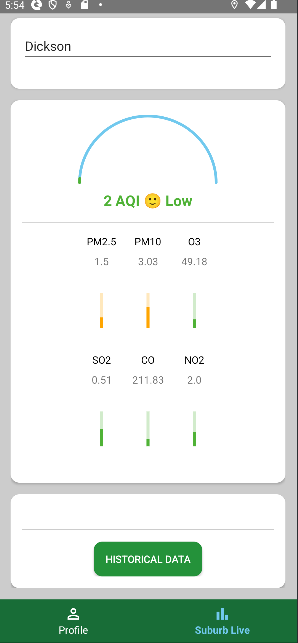 5:54
Dickson
2 AQI 🙂 Low
PM2.5 PM10 O3
1.5 3.03 49.18
SO2 CO NO2
0.51 211.83 2.0
HISTORICAL DATA
Profile Suburb Live